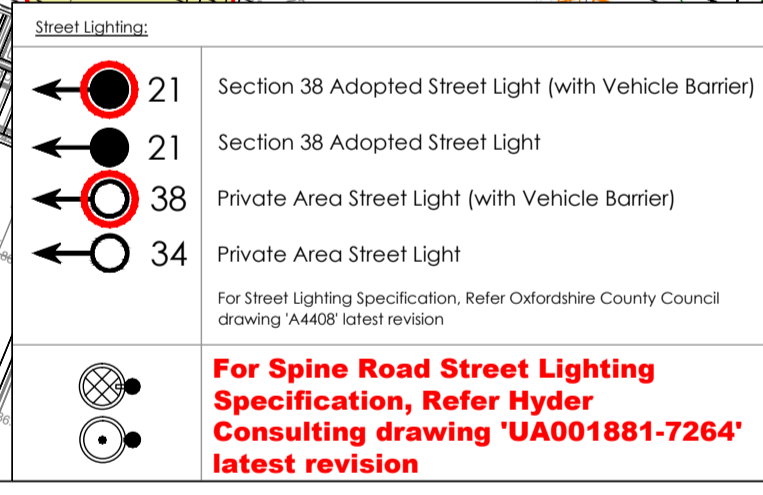 Street Lighting:
21 Section 38 Adopted Street Light (with Vehicle Barrier)
21 Section 38 Adopted Street Light
38 Private Area Street Light (with Vehicle Barrier)
34 Private Area Street Light
For Street Lighting Specification, Refer Oxfordshire County Council
drawing 'A4408' latest revision
For Spine Road Street Lighting
Specification, Refer Hyder
Consulting drawing 'UA001881-7264'
latest revision